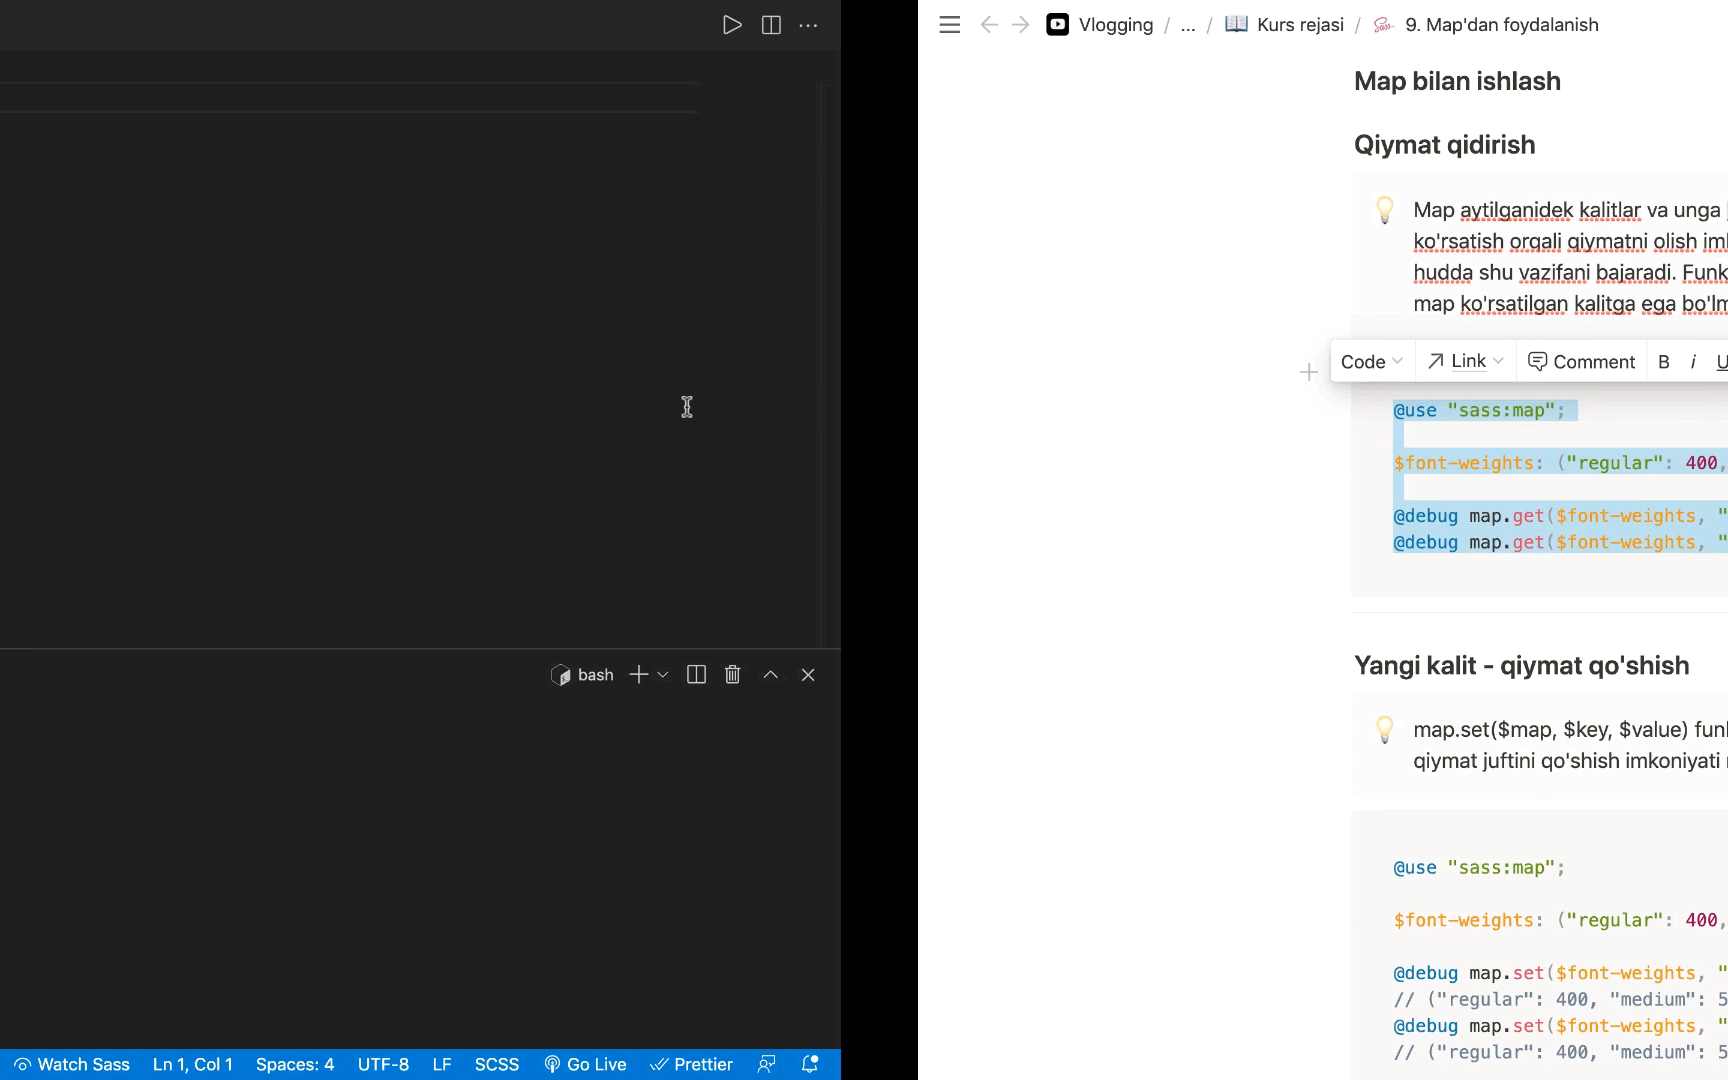 Vlogging / ... / Kurs rejasi / 9. Map'dan foydalanish
Map bilan ishlash
Qiymat qidirish
Map aytilganidek kalitlar va unga
ko'rsatish orqali qiymatni olish
hudda shu vazifani bajaradi.
map ko'rsatilgan kalitga ega
Code Link Comment B i U
@use "sass:map";
$font-weights: ("regular": 400,
@debug map.get($font-weights, "
@debug map.get($font-weights, "
bash
Yangi kalit - qiymat qo'shish
map.set($map, $key, $value)
qiymat juftini qo'shish imkoniyati
@use "sass:map";
$font-weights: ("regular": 400,
@debug map.set($font-weights, "
// ("regular": 400, "medium": 5
@debug map.set($font-weights, "
// ("regular": 400, "medium": 5
Watch Sass Ln 1, Col 1 Spaces: 4 UTF-8 LF SCSS Go Live Prettier